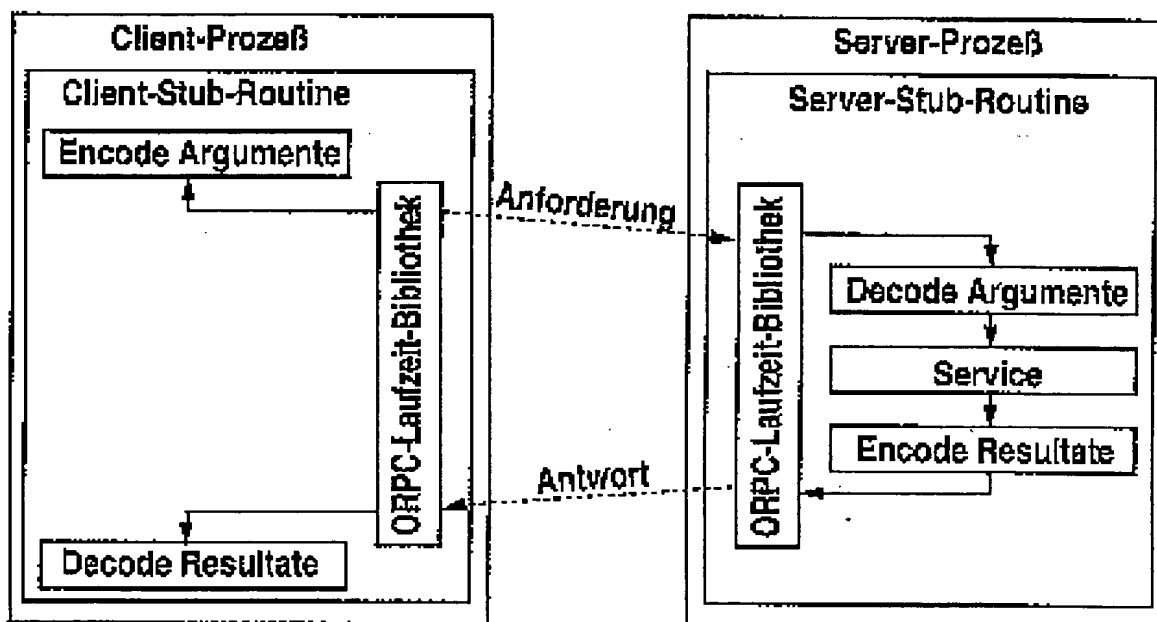 Client-Prozeß
Client-Stub-Routine
Encode Argumente
ORPC-Laufzeit-Bibliothek
Decode Resultate
Anforderung
Antwort
Server-Prozeß
Server-Stub-Routine
ORPC-Laufzeit-Bibliothek
Decode Argumente
Service
Encode Resultate